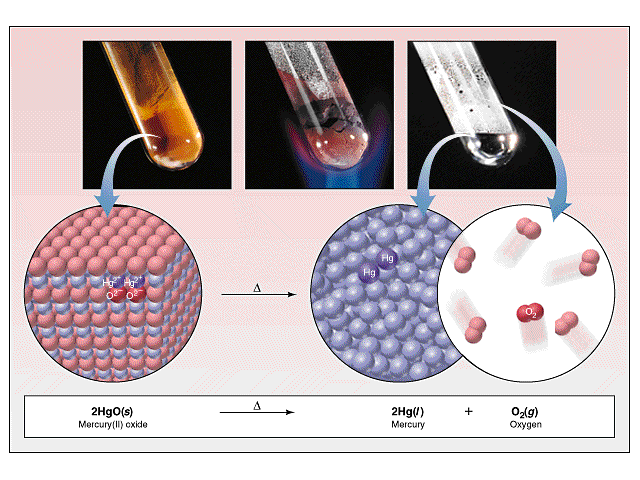 Hg²⁺ Hg²⁺
O²⁻ O²⁻
Δ
Hg
Hg
O₂
2HgO(s) Δ 2Hg(l) + O₂(g)
Mercury(II) oxide Mercury Oxygen